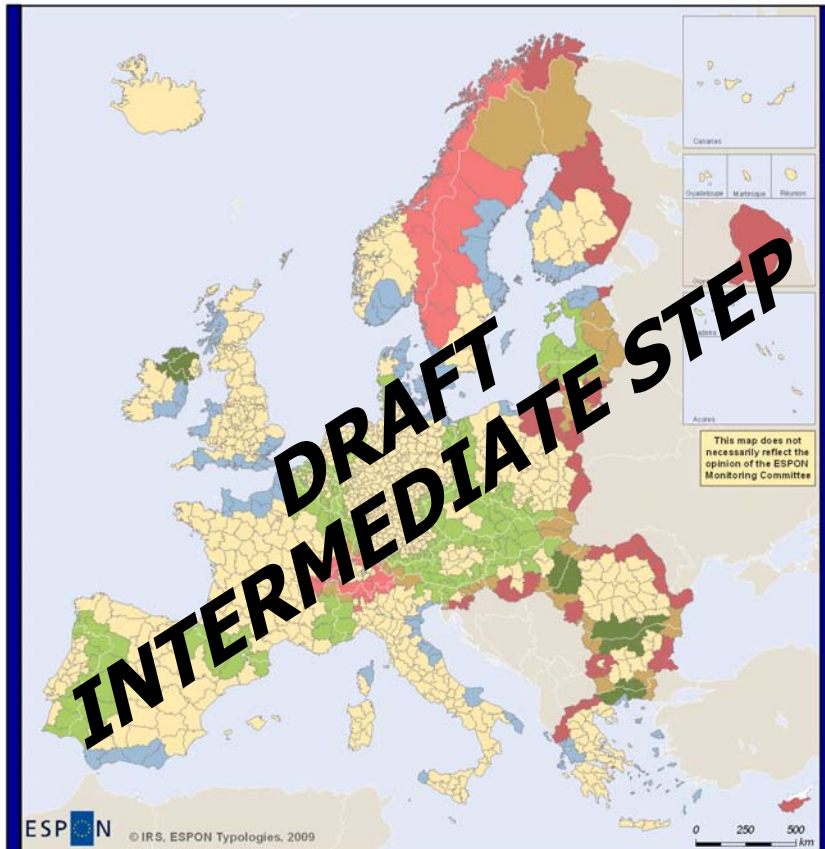 Canarias
Guadeloupe
Martinique
Réunion
Açores
This map does not
necessarily reflect the
opinion of the ESPON
Monitoring Committee
DRAFT
INTERMEDIATE STEP
ESPON
© IRS, ESPON Typologies, 2009
0 250 500
km